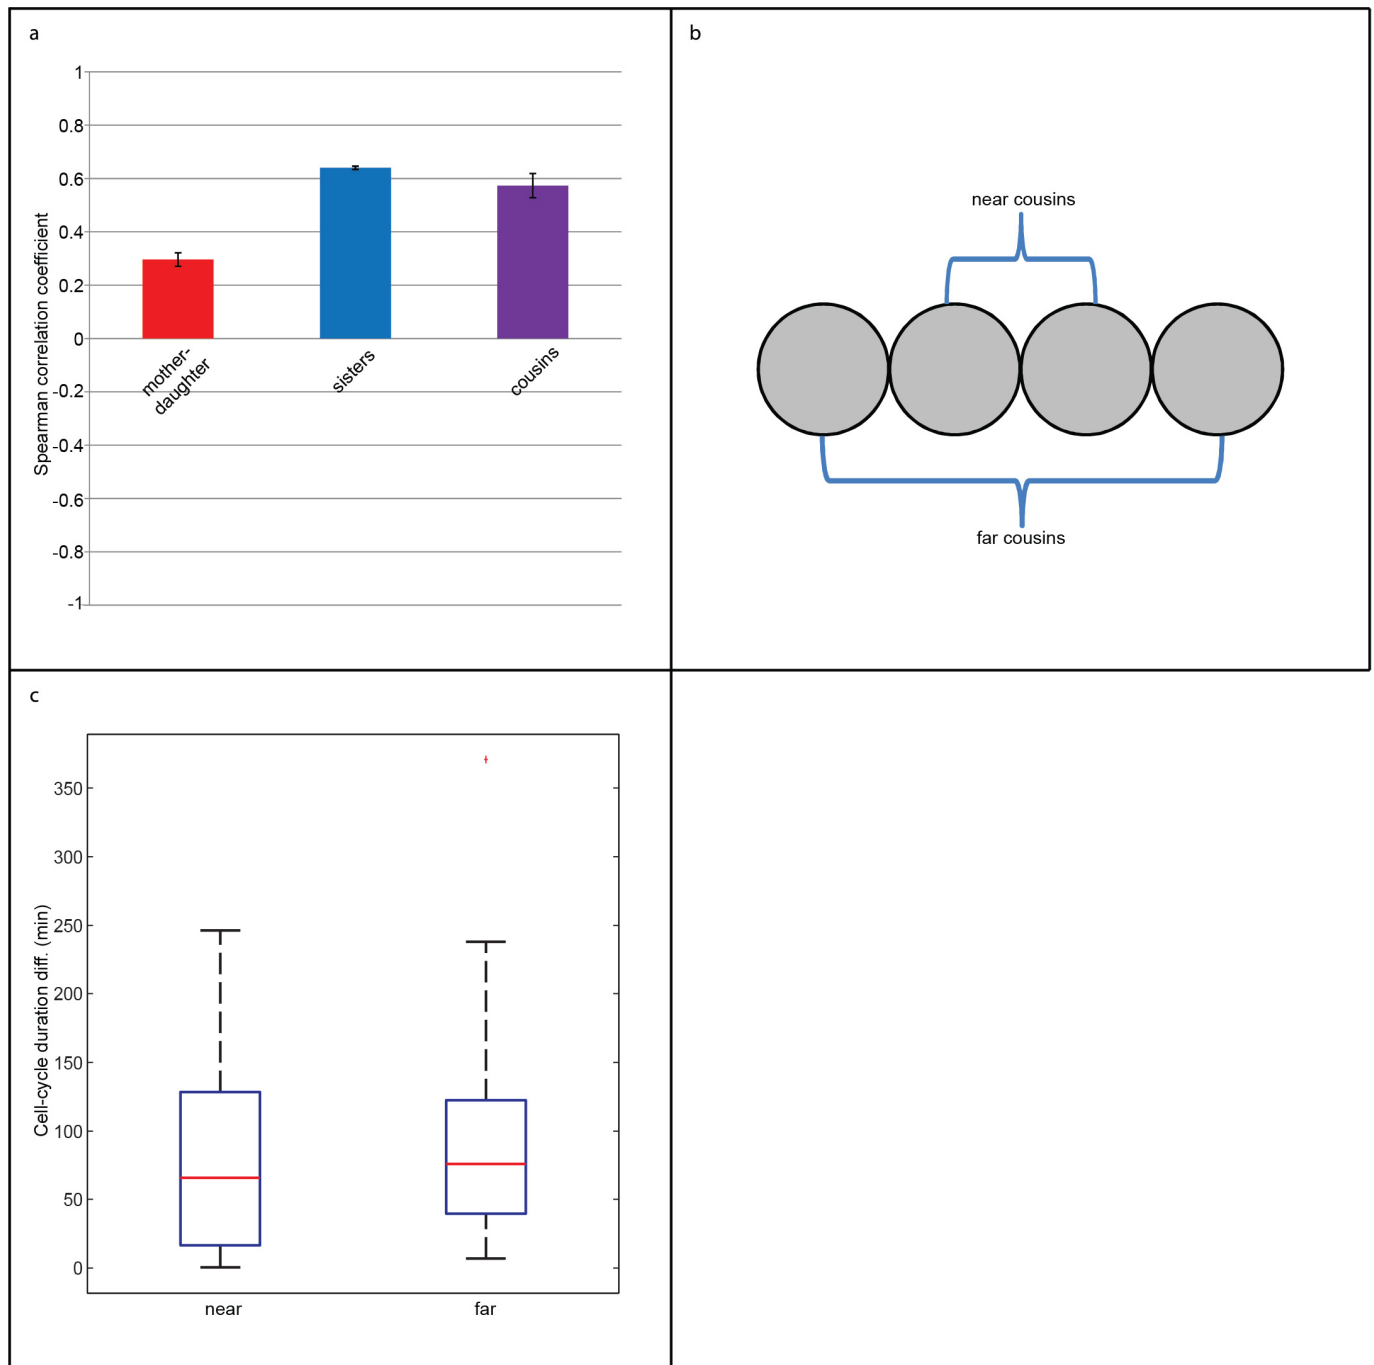 a
1
0.8
0.6
0.4
0.2
0
-0.2
-0.4
-0.6
-0.8
-1
Spearman correlation coefficient
mother-
daughter
sisters
cousins
b
near cousins
far cousins
c
350
300
250
200
150
100
50
0
Cell-cycle duration diff. (min)
near
far